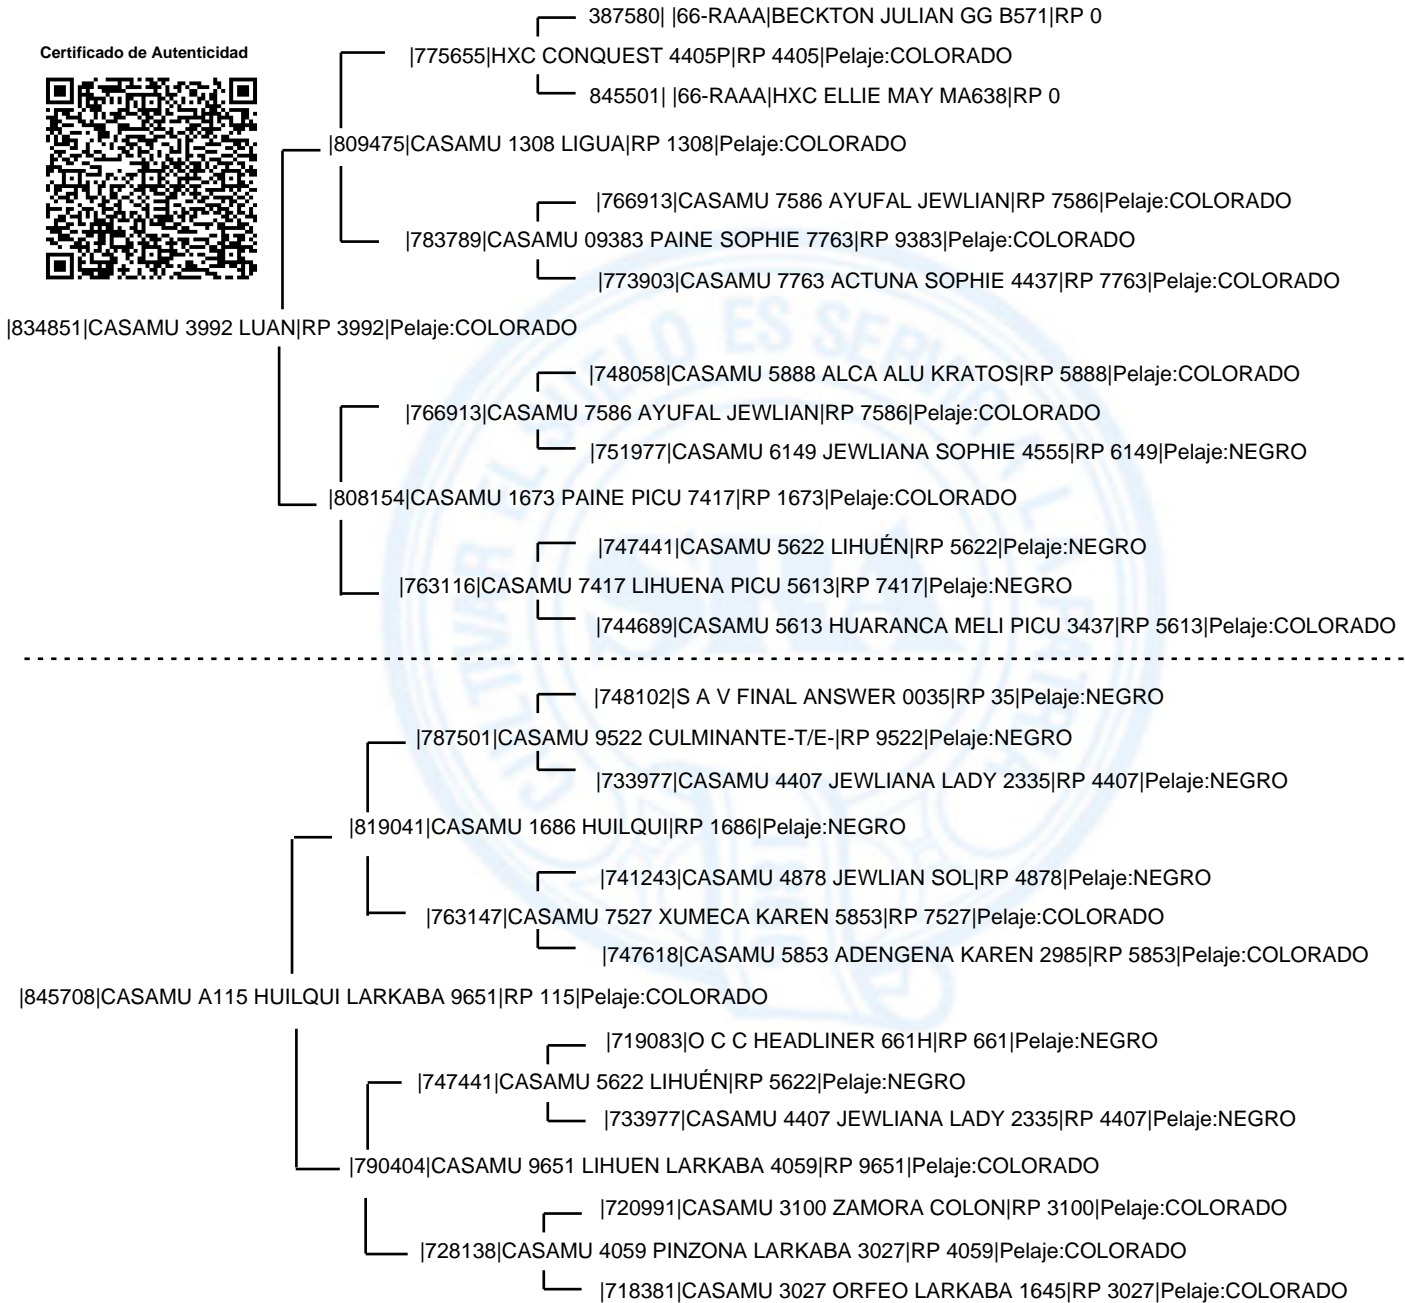 387580| |66-RAAA|BECKTON JULIAN GG B571|RP 0
Certificado de Autenticidad
|775655|HXC CONQUEST 4405P|RP 4405|Pelaje:COLORADO
845501| |66-RAAA|HXC ELLIE MAY MA638|RP 0
|809475|CASAMU 1308 LIGUA|RP 1308|Pelaje:COLORADO
|766913|CASAMU 7586 AYUFAL JEWLIAN|RP 7586|Pelaje:COLORADO
|783789|CASAMU 09383 PAINE SOPHIE 7763|RP 9383|Pelaje:COLORADO
|773903|CASAMU 7763 ACTUNA SOPHIE 4437|RP 7763|Pelaje:COLORADO
|834851|CASAMU 3992 LUAN|RP 3992|Pelaje:COLORADO
|748058|CASAMU 5888 ALCA ALU KRATOS|RP 5888|Pelaje:COLORADO
|766913|CASAMU 7586 AYUFAL JEWLIAN|RP 7586|Pelaje:COLORADO
|751977|CASAMU 6149 JEWLIANA SOPHIE 4555|RP 6149|Pelaje:NEGRO
|808154|CASAMU 1673 PAINE PICU 7417|RP 1673|Pelaje:COLORADO
|747441|CASAMU 5622 LIHUÉN|RP 5622|Pelaje:NEGRO
|763116|CASAMU 7417 LIHUENA PICU 5613|RP 7417|Pelaje:NEGRO
|744689|CASAMU 5613 HUARANCA MELI PICU 3437|RP 5613|Pelaje:COLORADO
|748102|S A V FINAL ANSWER 0035|RP 35|Pelaje:NEGRO
|787501|CASAMU 9522 CULMINANTE-T/E-|RP 9522|Pelaje:NEGRO
|733977|CASAMU 4407 JEWLIANA LADY 2335|RP 4407|Pelaje:NEGRO
|819041|CASAMU 1686 HUILQUI|RP 1686|Pelaje:NEGRO
|741243|CASAMU 4878 JEWLIAN SOL|RP 4878|Pelaje:NEGRO
|763147|CASAMU 7527 XUMECA KAREN 5853|RP 7527|Pelaje:COLORADO
|747618|CASAMU 5853 ADENGENA KAREN 2985|RP 5853|Pelaje:COLORADO
|845708|CASAMU A115 HUILQUI LARKABA 9651|RP 115|Pelaje:COLORADO
|719083|O C C HEADLINER 661H|RP 661|Pelaje:NEGRO
|747441|CASAMU 5622 LIHUÉN|RP 5622|Pelaje:NEGRO
|733977|CASAMU 4407 JEWLIANA LADY 2335|RP 4407|Pelaje:NEGRO
|790404|CASAMU 9651 LIHUEN LARKABA 4059|RP 9651|Pelaje:COLORADO
|720991|CASAMU 3100 ZAMORA COLON|RP 3100|Pelaje:COLORADO
|728138|CASAMU 4059 PINZONA LARKABA 3027|RP 4059|Pelaje:COLORADO
|718381|CASAMU 3027 ORFEO LARKABA 1645|RP 3027|Pelaje:COLORADO
CULTIVAR EL SUELO ES SERVIR A LA PATRIA
SRA
1866